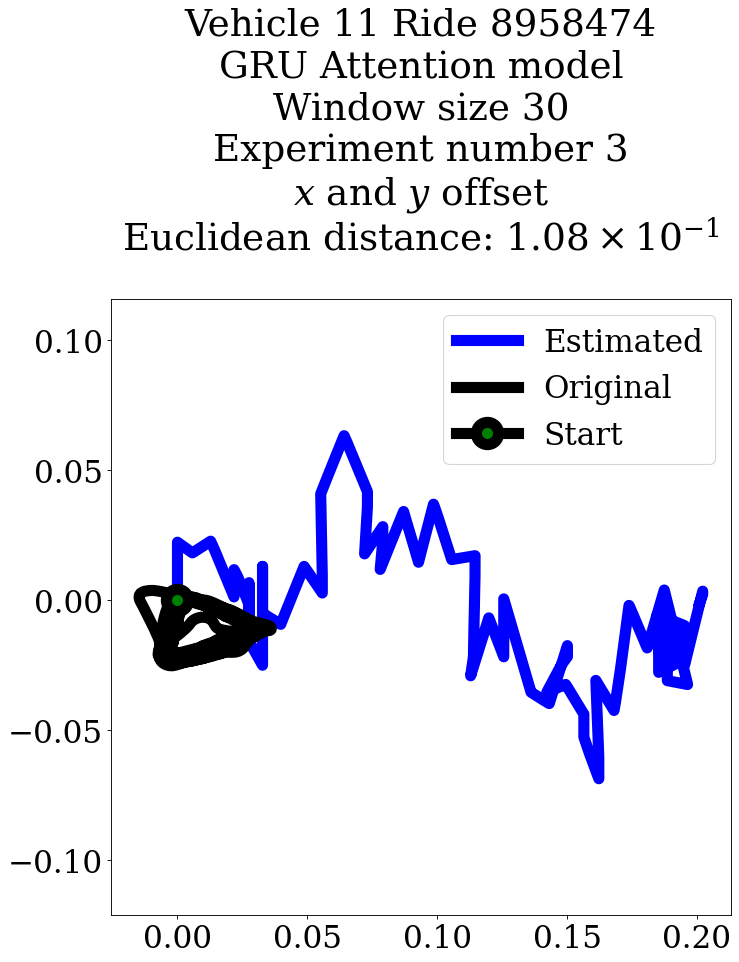 Vehicle 11 Ride 8958474
GRU Attention model
Window size 30
Experiment number 3
x and y offset
Euclidean distance: 1.08 × 10⁻¹
Estimated
Original
Start
0.10
0.05
0.00
−0.05
−0.10
0.00 0.05 0.10 0.15 0.20